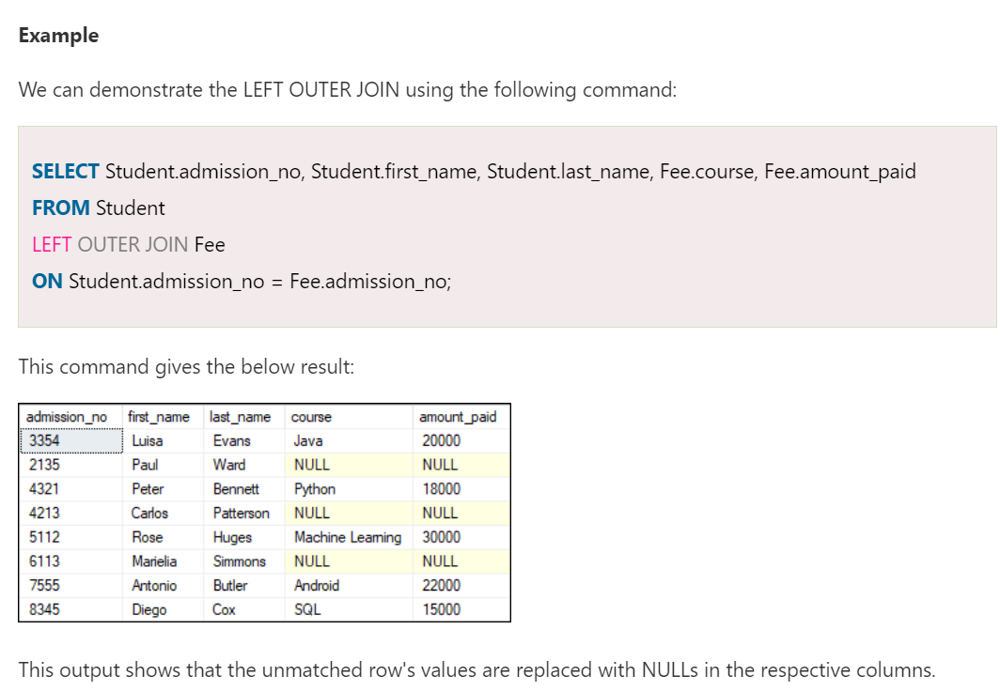 Example
We can demonstrate the LEFT OUTER JOIN using the following command:
SELECT Student.admission_no, Student.first_name, Student.last_name, Fee.course, Fee.amount_paid
FROM Student
LEFT OUTER JOIN Fee
ON Student.admission_no = Fee.admission_no;
This command gives the below result:
admission_no first_name last_name course amount_paid
3354 Luisa Evans Java 20000
2135 Paul Ward NULL NULL
4321 Peter Bennett Python 18000
4213 Carlos Patterson NULL NULL
5112 Rose Huges Machine Learning 30000
6113 Marielia Simmons NULL NULL
7555 Antonio Butler Android 22000
8345 Diego Cox SQL 15000
This output shows that the unmatched row's values are replaced with NULLs in the respective columns.